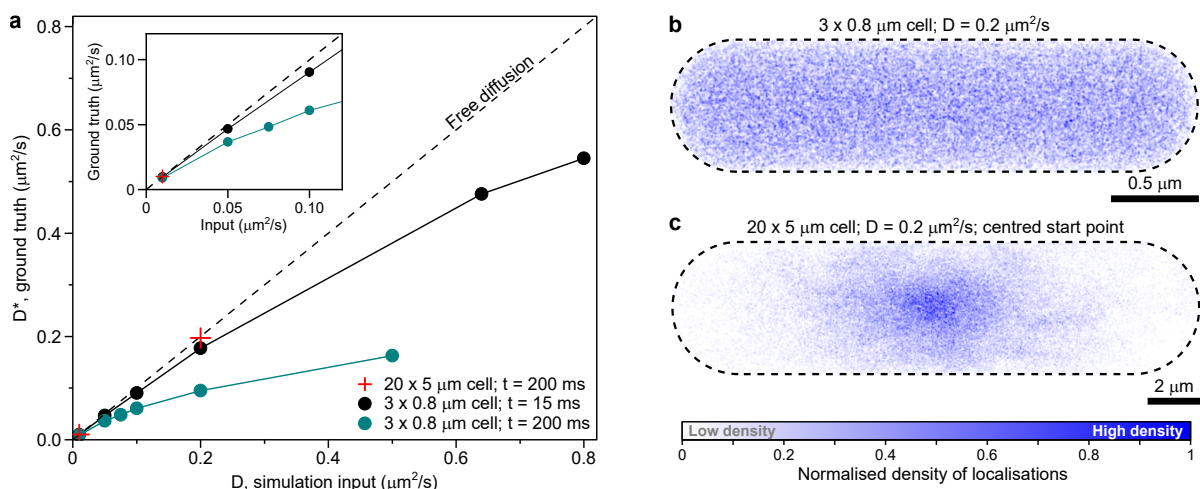 a
D*, ground truth (μm²/s)
0.8
0.6
0.4
0.2
0.0
0
0.2
0.4
0.6
0.8
D, simulation input (μm²/s)
Free diffusion
Ground truth (μm²/s)
0.10
0.05
0
0
0.05
0.10
Input (μm²/s)
20 x 5 μm cell; t = 200 ms
3 x 0.8 μm cell; t = 15 ms
3 x 0.8 μm cell; t = 200 ms
b
3 x 0.8 μm cell; D = 0.2 μm²/s
0.5 μm
c
20 x 5 μm cell; D = 0.2 μm²/s; centred start point
2 μm
Low density
High density
0
0.2
0.4
0.6
0.8
1
Normalised density of localisations